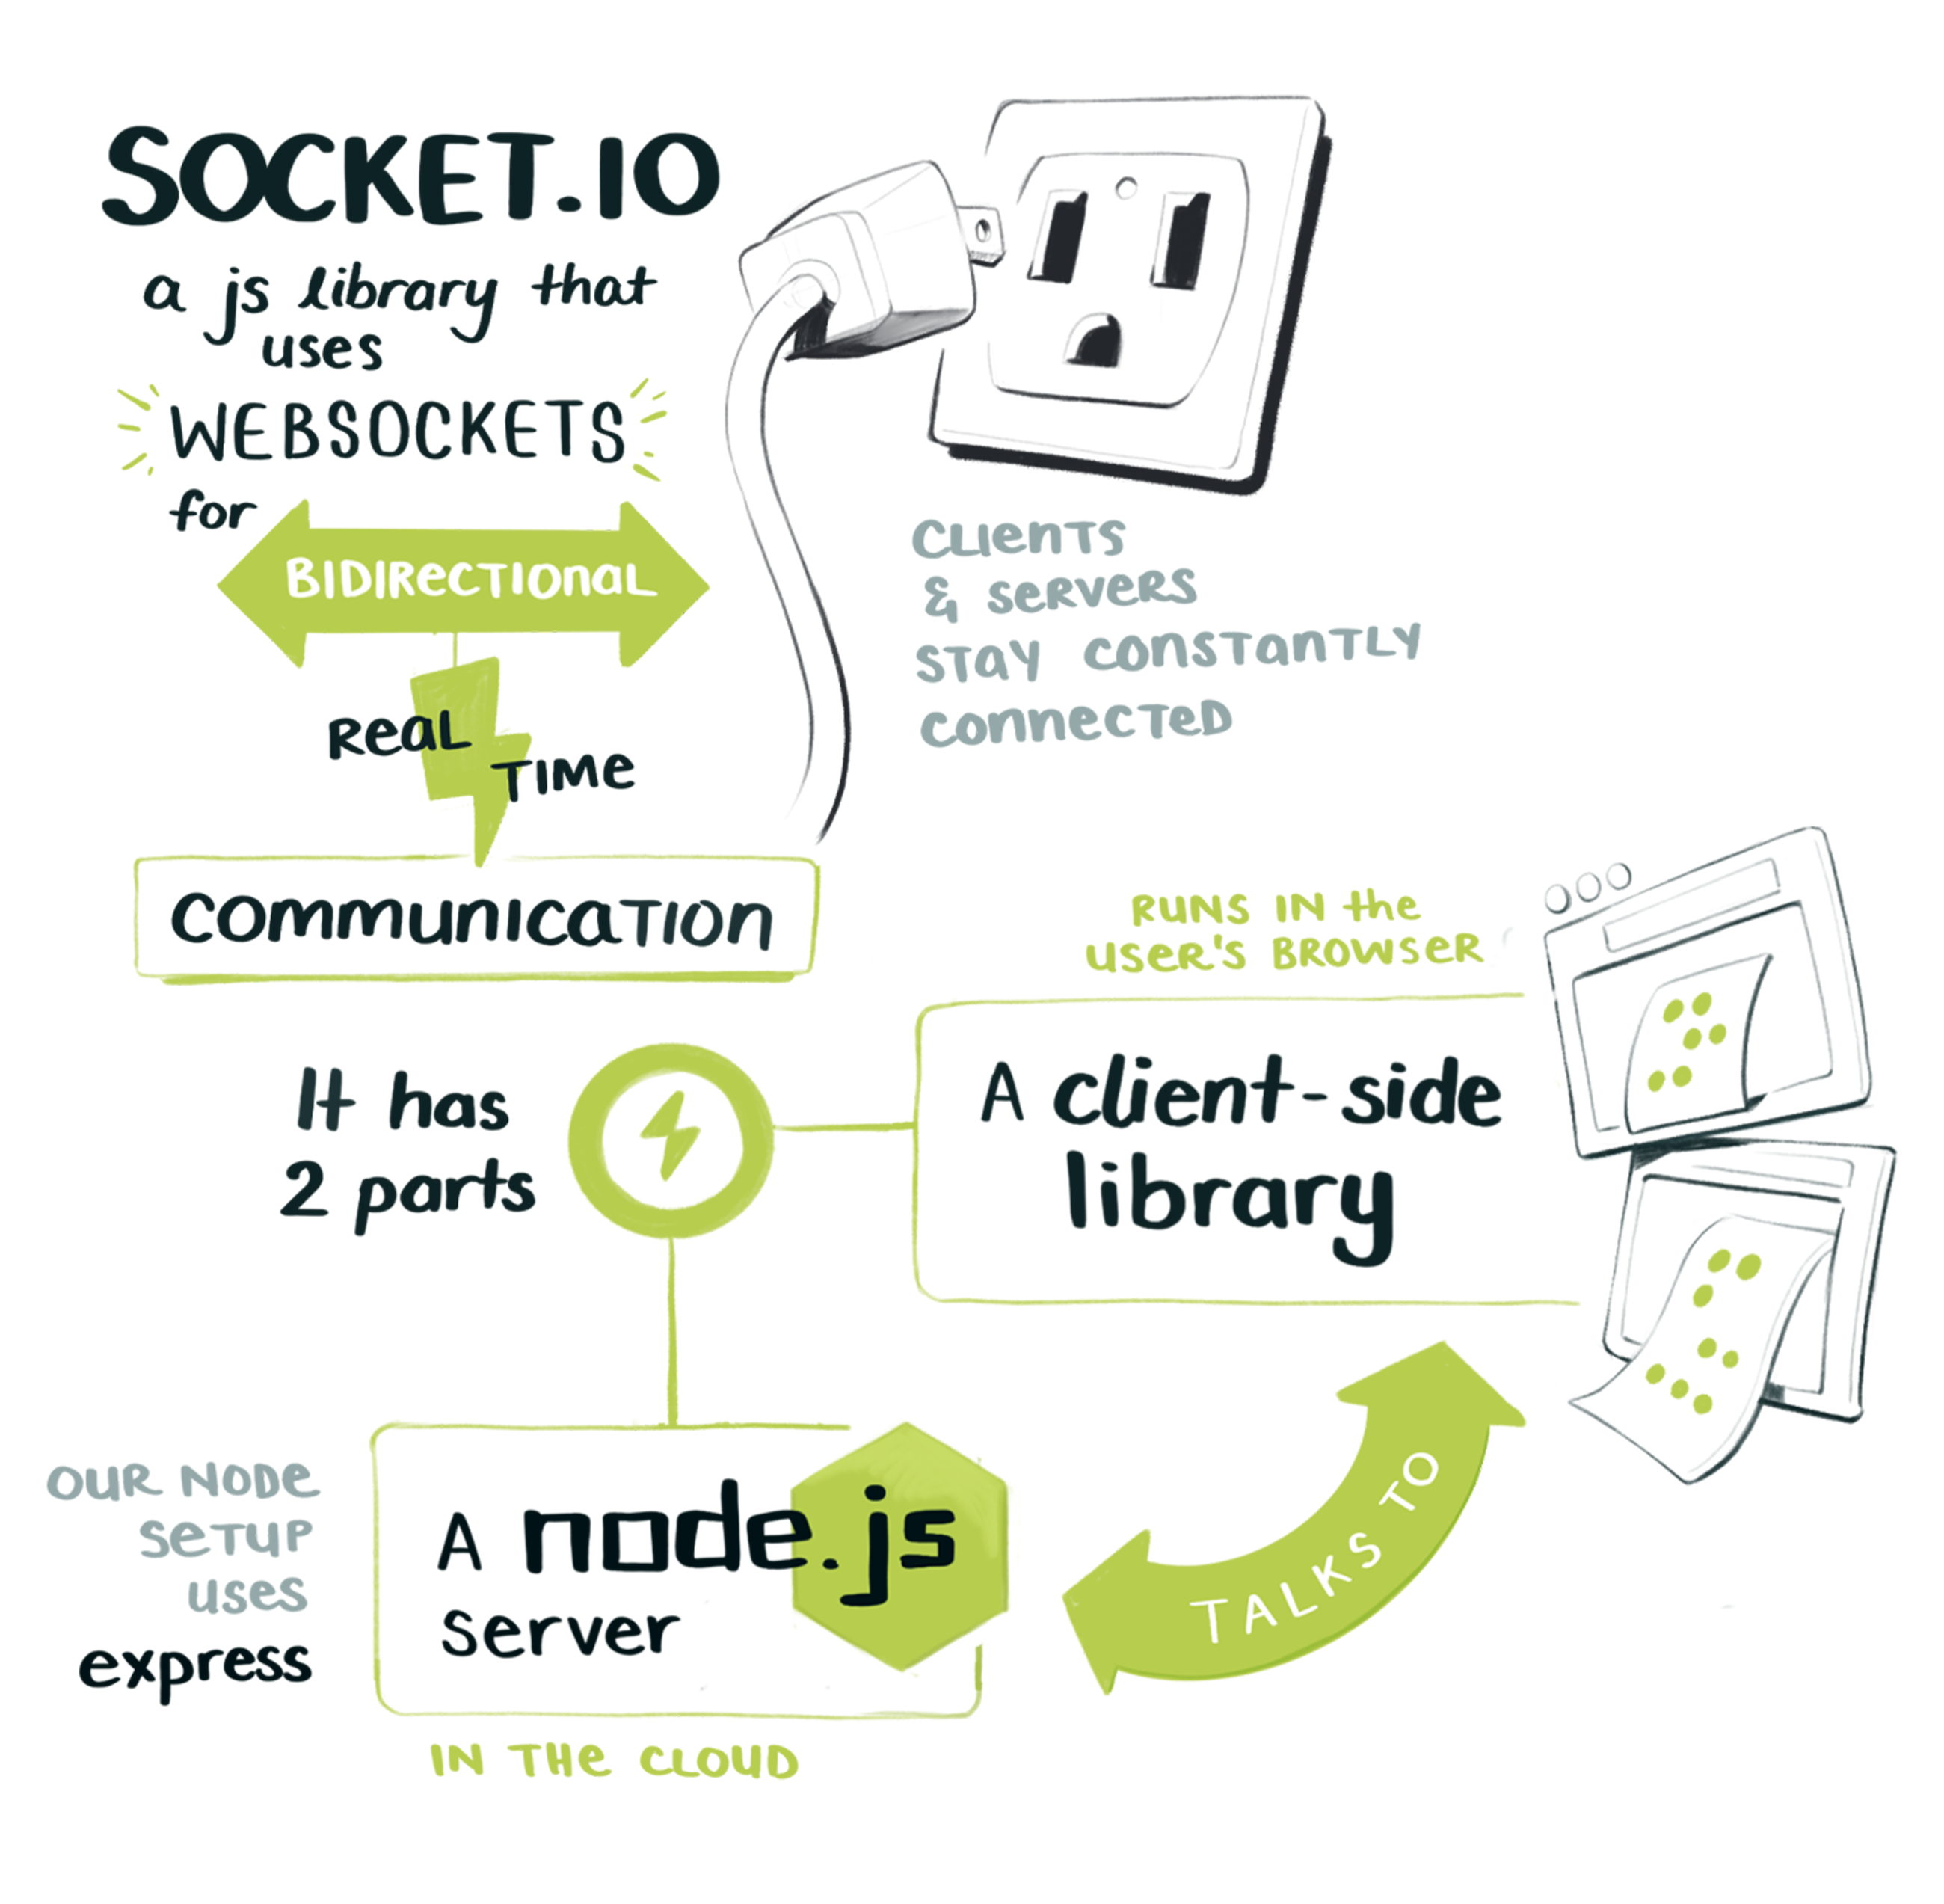 SOCKET.IO
a js library that
uses
WEBSOCKETS
for
BIDIRECTIONAL
REAL
TIME
COMMUNICATION
CLIENTS
& SERVERS
STAY CONSTANTLY
CONNECTED
It has
2 parts
RUNS IN the
USER'S BROWSER
A client-side
library
TALKS TO
OUR NODE
SETUP
USES
express
A node.js
server
IN THE CLOUD